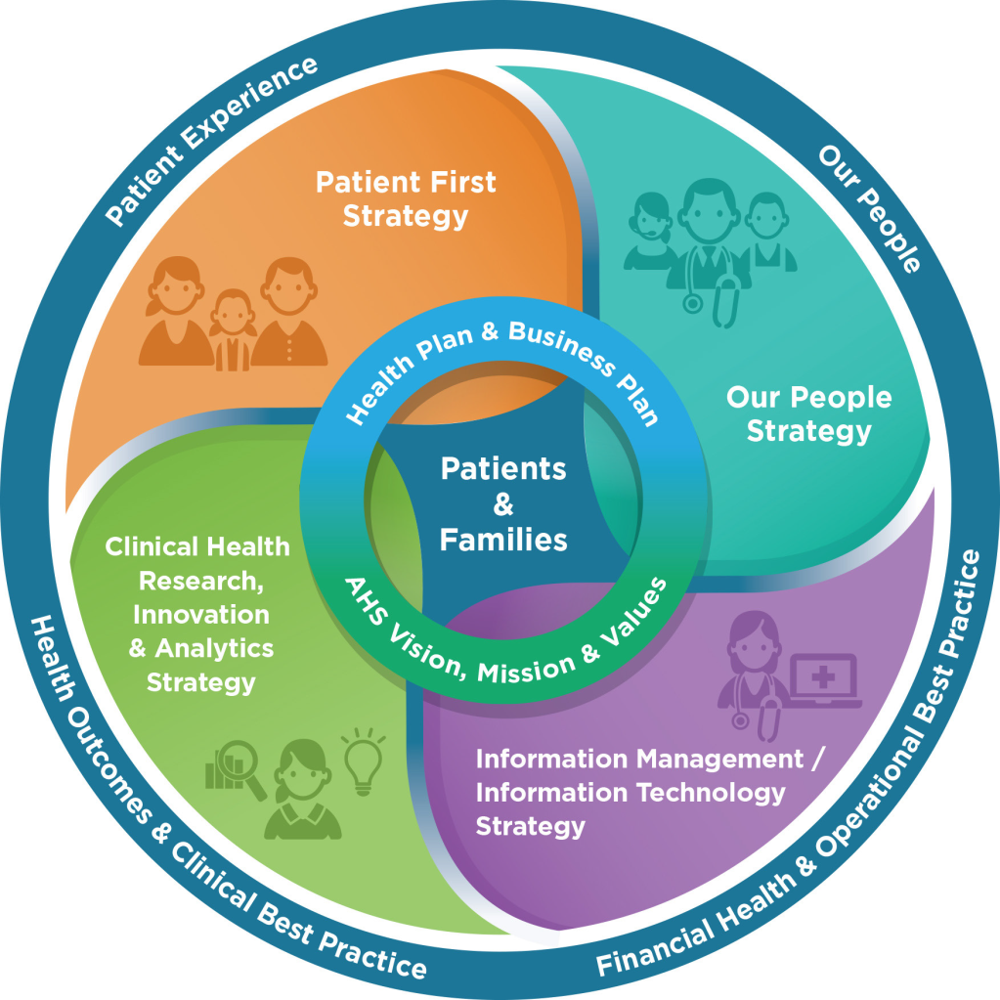 Patient Experience
Our People
Patient First
Strategy
Health Plan & Business Plan
Our People
Strategy
Patients
&
Families
Clinical Health
Research,
Innovation
& Analytics
Strategy
AHS Vision, Mission & Values
Information Management /
Information Technology
Strategy
Health Outcomes & Clinical Best Practice
Financial Health & Operational Best Practice